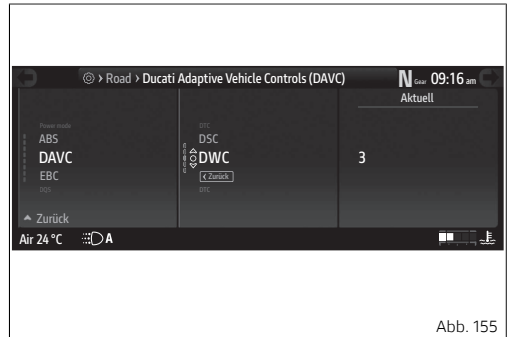 Road > Ducati Adaptive Vehicle Controls (DAVC)
N Gear 09:16 am
Aktuell
Power mode
ABS
DAVC
EBC
DQS
Zurück
DTC
DSC
DWC
< Zurück
DTC
3
Air 24 °C
A
Abb. 155